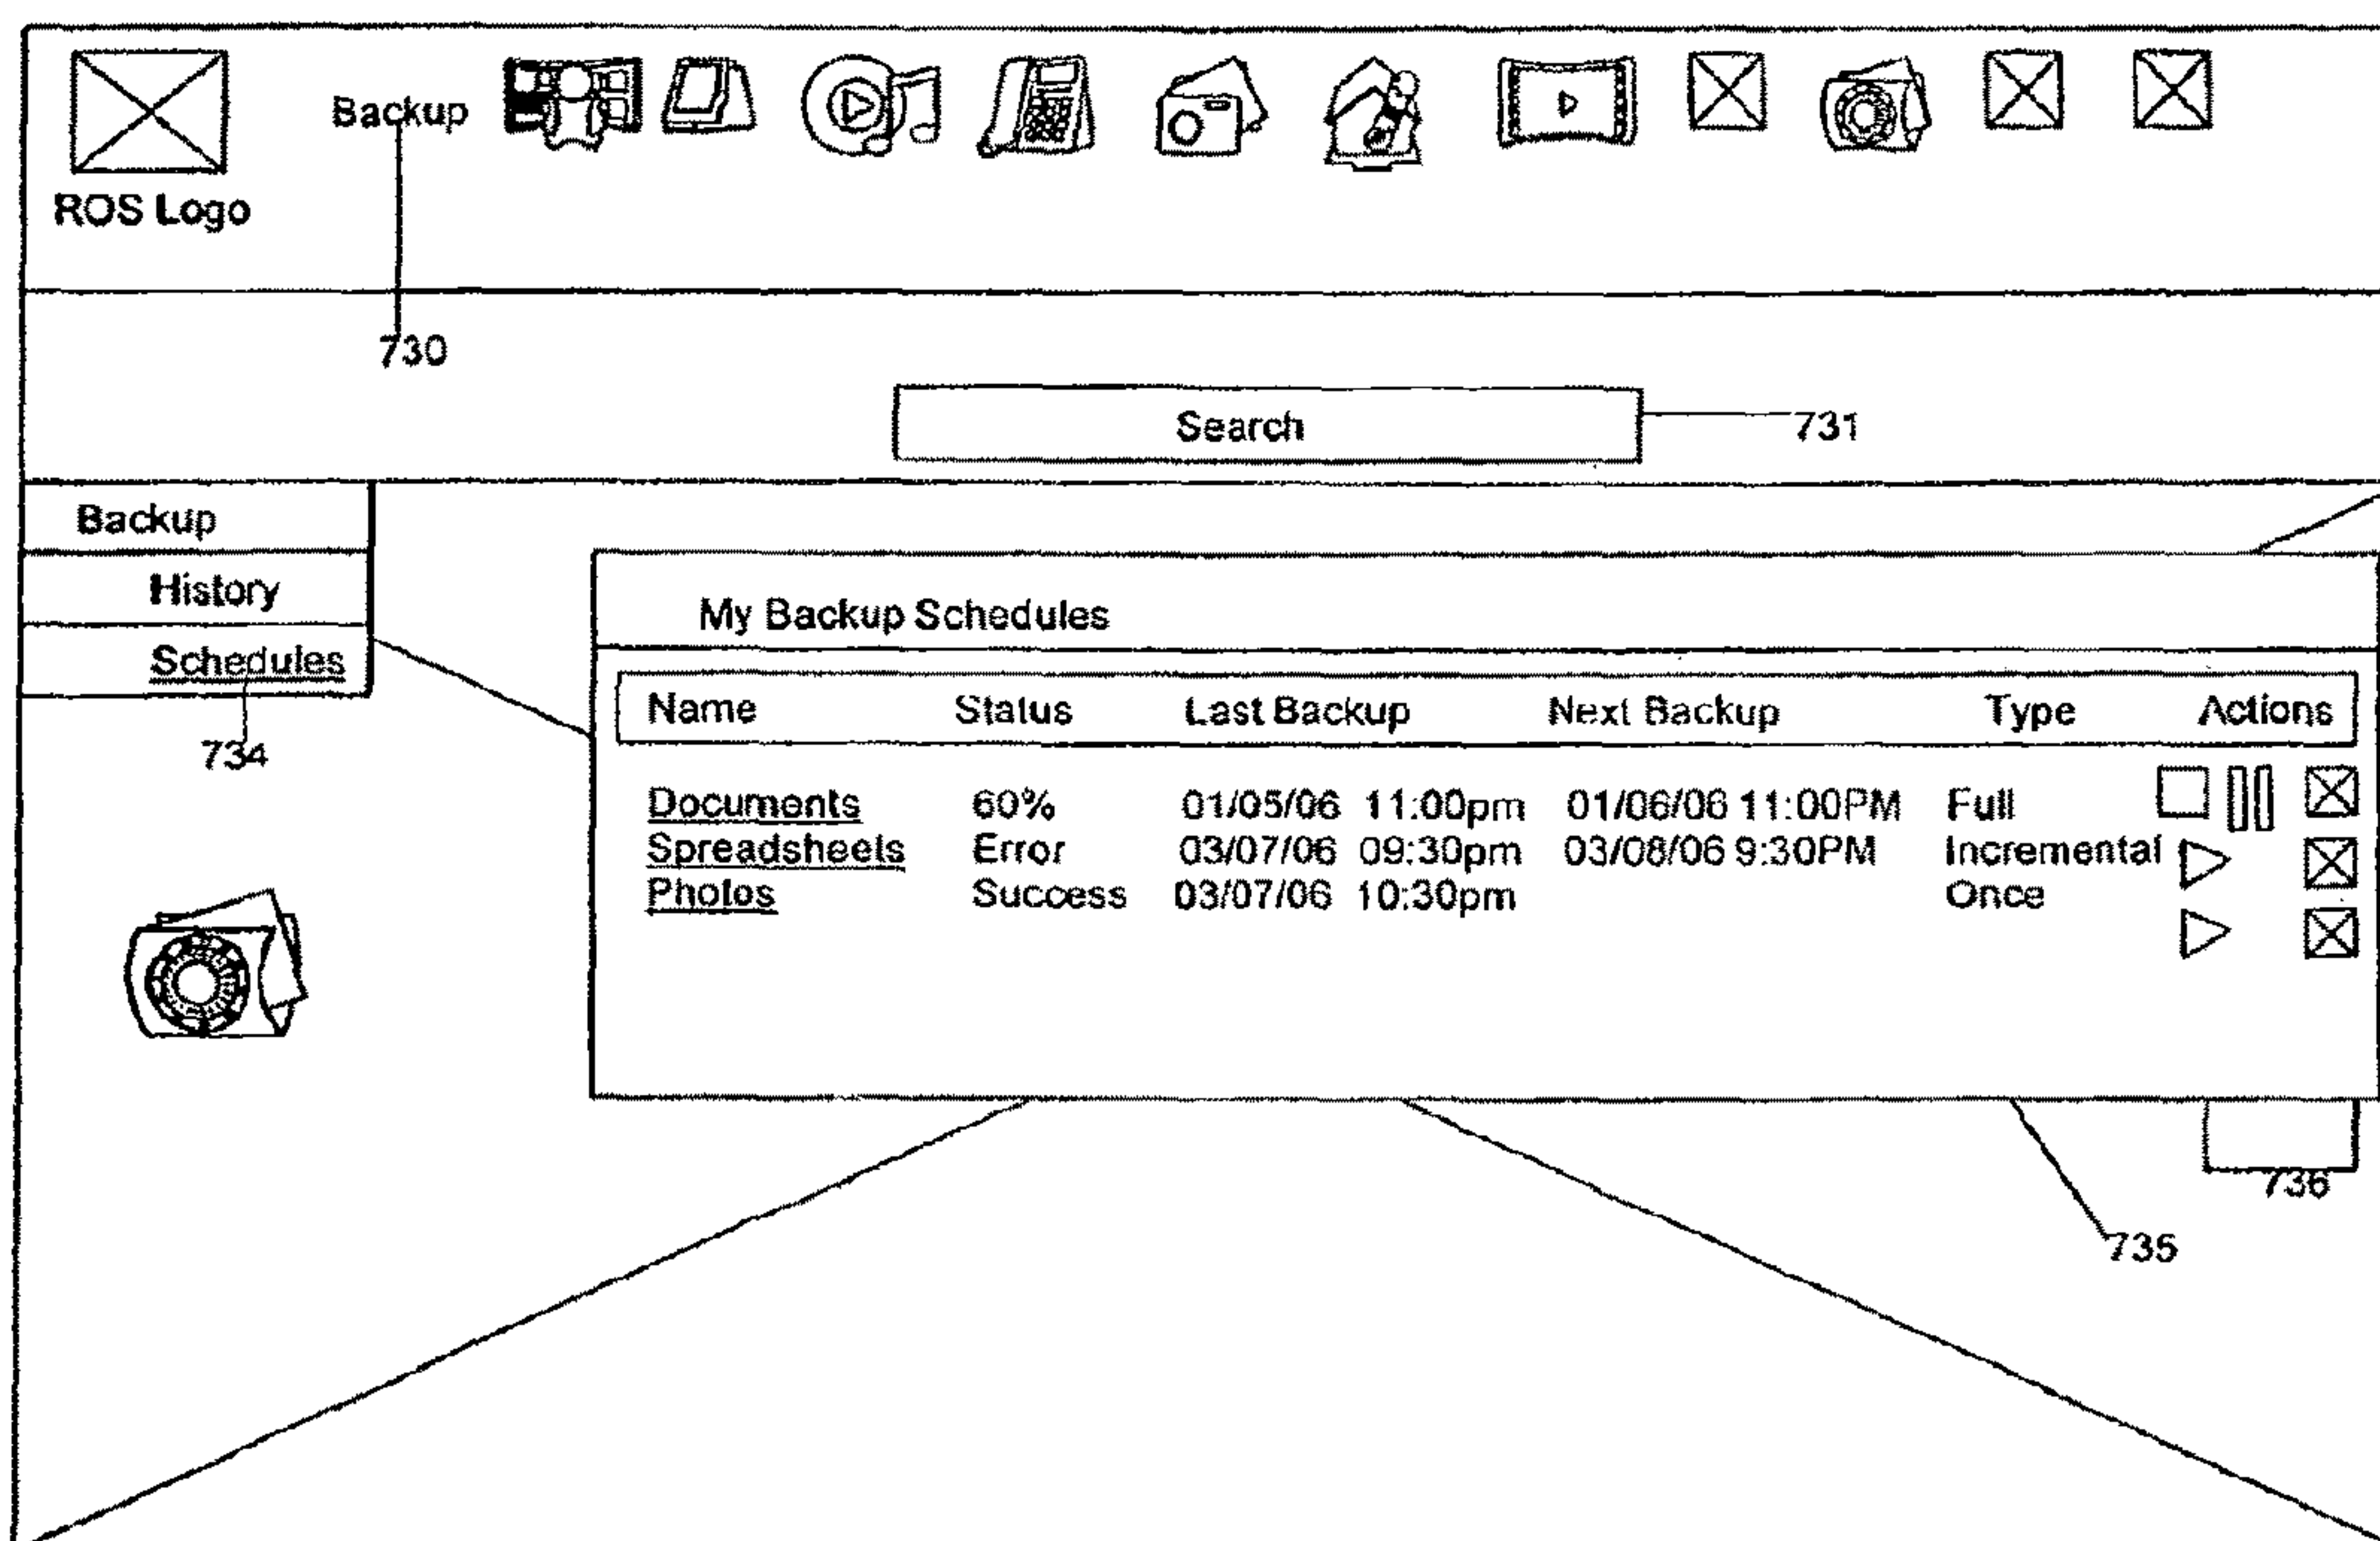 Backup
ROS Logo
730
Search
731
Backup
History
Schedules
734
My Backup Schedules
Name Status Last Backup Next Backup Type Actions
Documents 60% 01/05/06 11:00pm 01/06/06 11:00PM Full
Spreadsheets Error 03/07/06 09:30pm 03/08/06 9:30PM Incremental
Photos Success 03/07/06 10:30pm Once
736
735